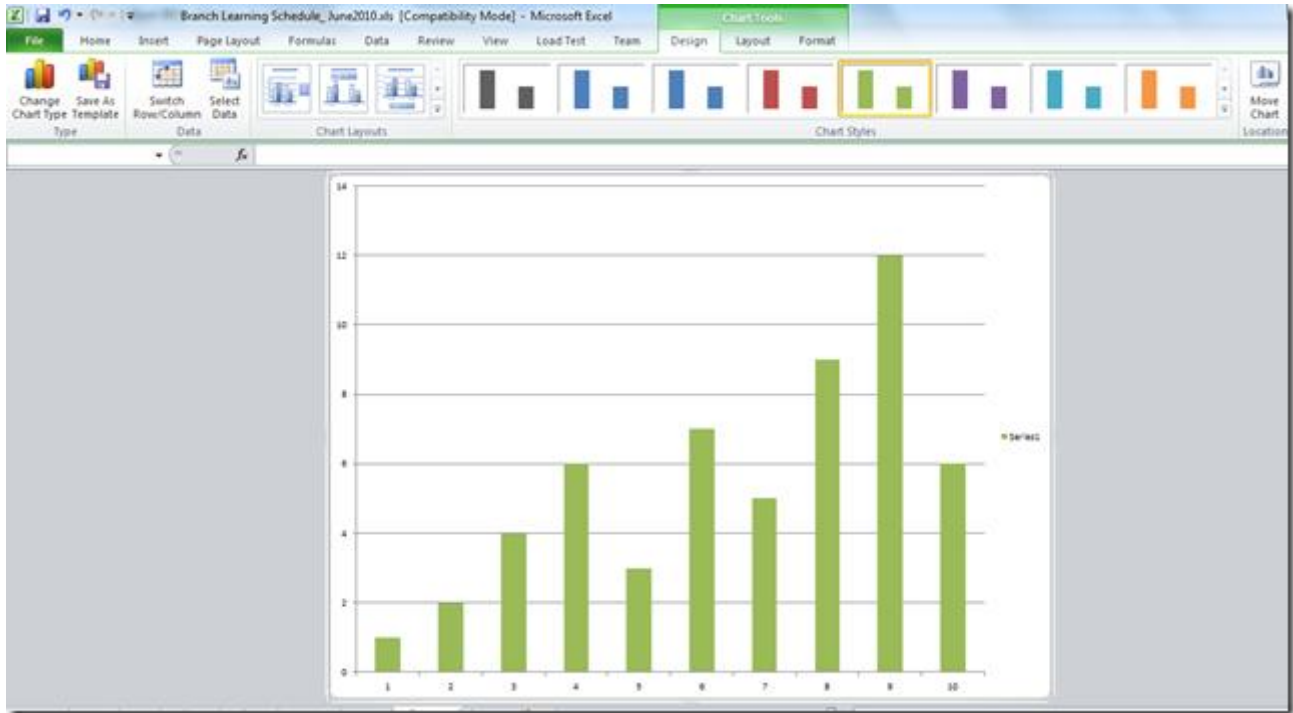 Branch Learning Schedule_ June2010.xls [Compatibility Mode] - Microsoft Excel
Chart Tools
File Home Insert Page Layout Formulas Data Review View Load Test Team Design Layout Format
Change Chart Type
Save As Template
Switch Row/Column
Select Data
Move Chart
Type Data Chart Layouts Chart Styles Location
fx
14
12
10
8
6
4
2
0
1 2 3 4 5 6 7 8 9 10
Series1